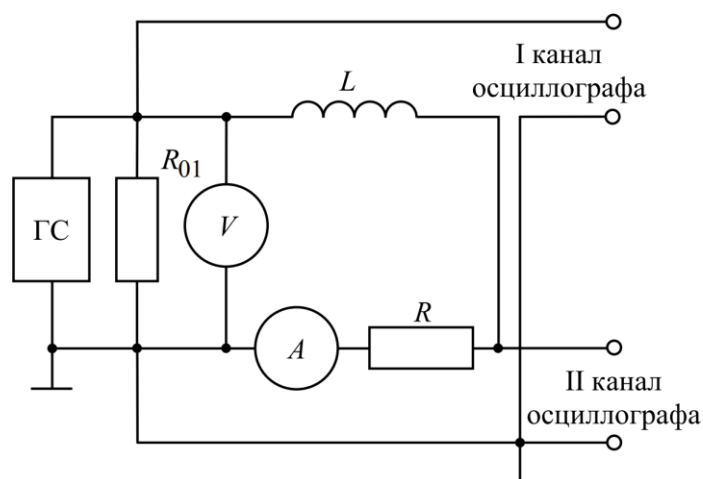 I канал
осциллографа
L
R01
ГС
V
R
A
II канал
осциллографа